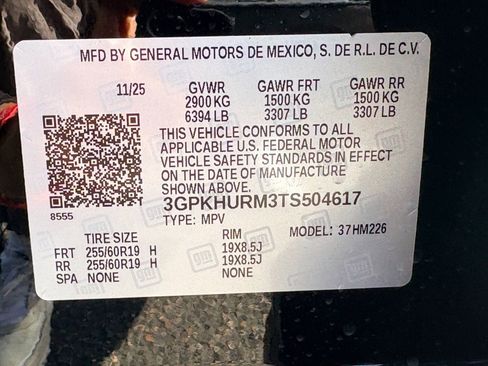 MFD BY GENERAL MOTORS DE MEXICO, S. DE R.L. DE C.V.
11/25 GVWR GAWR FRT GAWR RR
2900 KG 1500 KG 1500 KG
6394 LB 3307 LB 3307 LB
THIS VEHICLE CONFORMS TO ALL
APPLICABLE U.S. FEDERAL MOTOR
VEHICLE SAFETY STANDARDS IN EFFECT
ON THE DATE OF MANUFACTURE
SHOWN ABOVE.
8555
3GPKHURM3TS504617
TYPE: MPV MODEL: 37HM226
TIRE SIZE RIM
FRT 255/60R19 H 19X8.5J
RR 255/60R19 H 19X8.5J
SPA NONE NONE